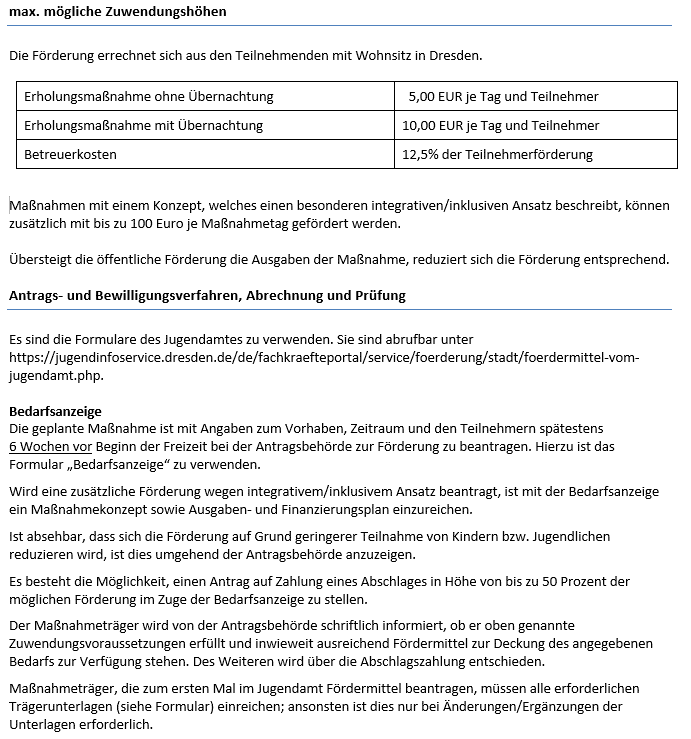 max. mögliche Zuwendungshöhen
Die Förderung errechnet sich aus den Teilnehmenden mit Wohnsitz in Dresden.
Erholungsmaßnahme ohne Übernachtung 5,00 EUR je Tag und Teilnehmer
Erholungsmaßnahme mit Übernachtung 10,00 EUR je Tag und Teilnehmer
Betreuerkosten 12,5% der Teilnehmerförderung
Maßnahmen mit einem Konzept, welches einen besonderen integrativen/inklusiven Ansatz beschreibt, können
zusätzlich mit bis zu 100 Euro je Maßnahmetag gefördert werden.
Übersteigt die öffentliche Förderung die Ausgaben der Maßnahme, reduziert sich die Förderung entsprechend.
Antrags- und Bewilligungsverfahren, Abrechnung und Prüfung
Es sind die Formulare des Jugendamtes zu verwenden. Sie sind abrufbar unter
https://jugendinfoservice.dresden.de/de/fachkraefteportal/service/foerderung/stadt/foerdermittel-vom-
jugendamt.php.
Bedarfsanzeige
Die geplante Maßnahme ist mit Angaben zum Vorhaben, Zeitraum und den Teilnehmern spätestens
6 Wochen vor Beginn der Freizeit bei der Antragsbehörde zur Förderung zu beantragen. Hierzu ist das
Formular „Bedarfsanzeige“ zu verwenden.
Wird eine zusätzliche Förderung wegen integrativem/inklusivem Ansatz beantragt, ist mit der Bedarfsanzeige
ein Maßnahmekonzept sowie Ausgaben- und Finanzierungsplan einzureichen.
Ist absehbar, dass sich die Förderung auf Grund geringerer Teilnahme von Kindern bzw. Jugendlichen
reduzieren wird, ist dies umgehend der Antragsbehörde anzuzeigen.
Es besteht die Möglichkeit, einen Antrag auf Zahlung eines Abschlages in Höhe von bis zu 50 Prozent der
möglichen Förderung im Zuge der Bedarfsanzeige zu stellen.
Der Maßnahmeträger wird von der Antragsbehörde schriftlich informiert, ob er oben genannte
Zuwendungsvoraussetzungen erfüllt und inwieweit ausreichend Fördermittel zur Deckung des angegebenen
Bedarfs zur Verfügung stehen. Des Weiteren wird über die Abschlagszahlung entschieden.
Maßnahmeträger, die zum ersten Mal im Jugendamt Fördermittel beantragen, müssen alle erforderlichen
Trägerunterlagen (siehe Formular) einreichen; ansonsten ist dies nur bei Änderungen/Ergänzungen der
Unterlagen erforderlich.